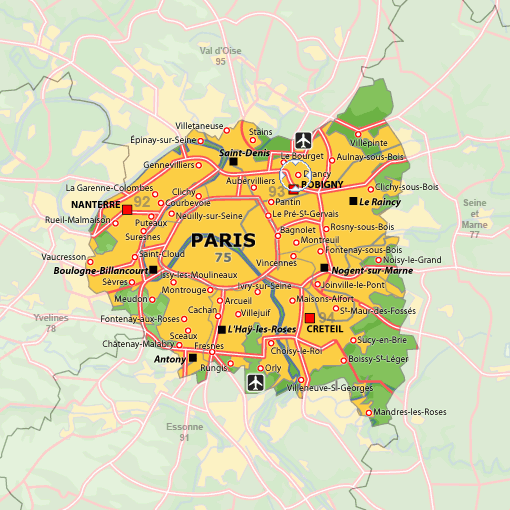 Val d'Oise
95
Villetaneuse
Stains
Épinay-sur-Seine
Villepinte
Saint-Denis
Le Bourget
Aulnay-sous-Bois
Gennevilliers
Drancy
Aubervilliers
BOBIGNY
La Garenne-Colombes
Clichy
93
Clichy-sous-Bois
92
Courbevoie
Pantin
Le Raincy
NANTERRE
Neuilly-sur-Seine
Le Pré-St-Gervais
Seine
et
Marne
77
Rueil-Malmaison
Puteaux
Bagnolet
Rosny-sous-Bois
Suresnes
PARIS
Montreuil
Fontenay-sous-Bois
Saint-Cloud
75
Vincennes
Noisy-le-Grand
Vaucresson
Boulogne-Billancourt
Nogent-sur-Marne
Issy-les-Moulineaux
Sèvres
Ivry-sur-Seine
Joinville-le-Pont
Montrouge
Meudon
Arcueil
Maisons-Alfort
St-Maur-des-Fossés
Cachan
Villejuif
94
Yvelines
78
Fontenay-aux-Roses
L'Haÿ-les-Roses
CRETEIL
Sceaux
Sucy-en-Brie
Châtenay-Malabry
Fresnes
Choisy-le-Roi
Antony
Boissy-St-Léger
Rungis
Orly
Villeneuve-St-Georges
Mandres-les-Roses
Essonne
91